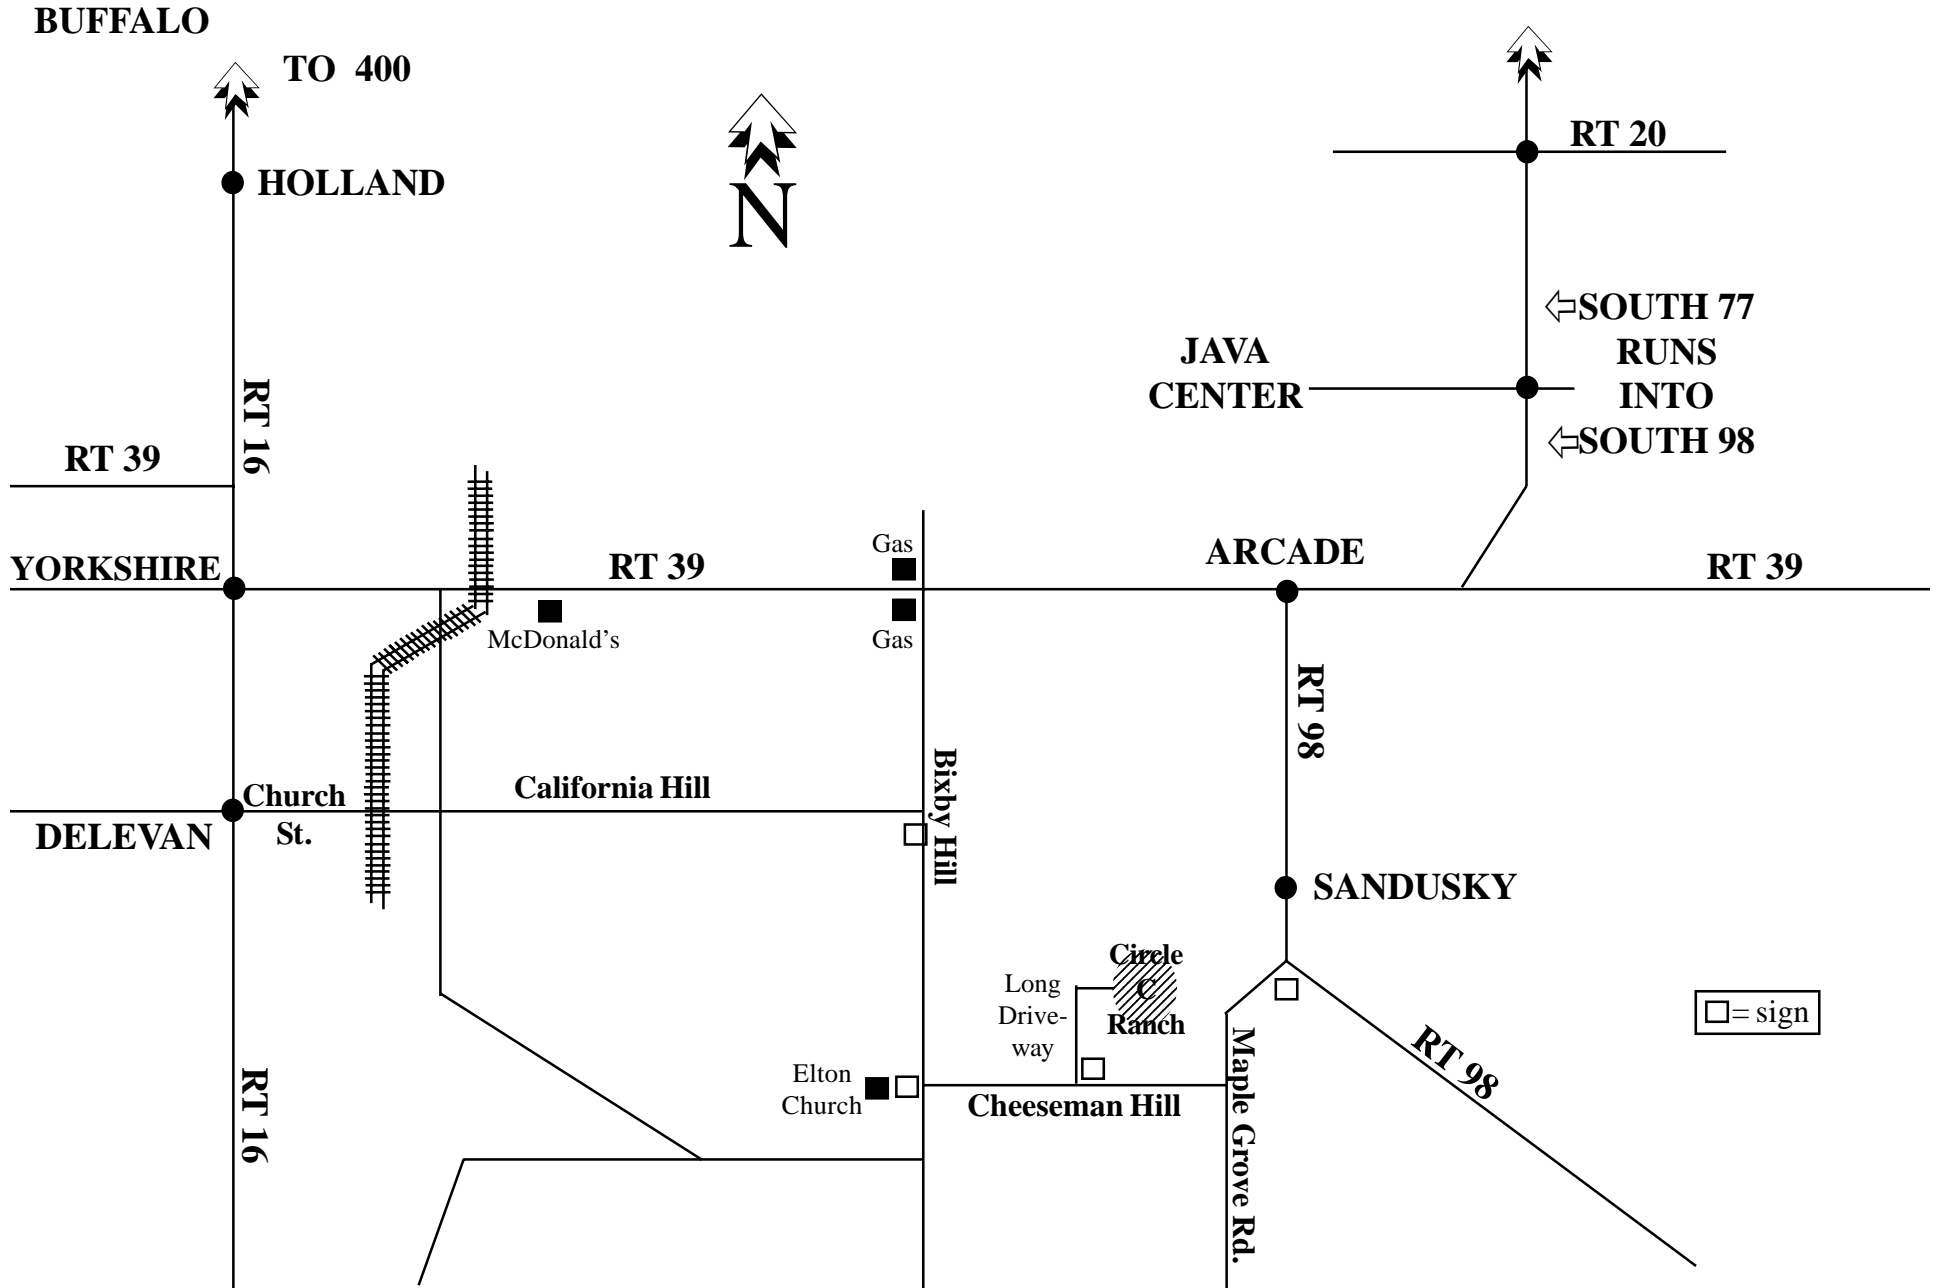 BUFFALO
TO 400
HOLLAND
N
RT 20
SOUTH 77
RUNS
INTO
SOUTH 98
JAVA
CENTER
RT 16
RT 39
YORKSHIRE
RT 39
McDonald's
Gas
Gas
ARCADE
RT 39
RT 98
Church
St.
California Hill
Bixby Hill
DELEVAN
SANDUSKY
Circle
C
Ranch
Long
Drive-
way
= sign
RT 98
Maple Grove Rd.
Elton
Church
Cheeseman Hill
RT 16